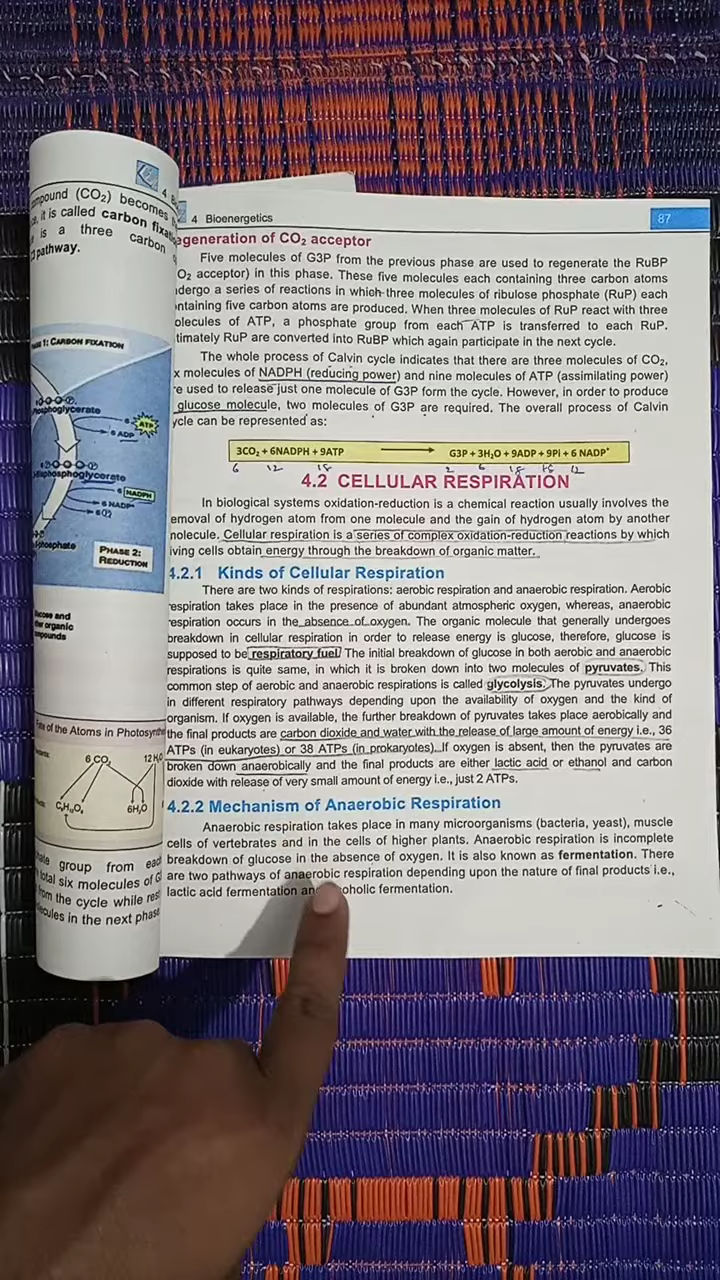 4
compound (CO₂) becomes
it is called carbon
is a three carbon
pathway.
PHASE 1: CARBON FIXATION
Phosphoglycerate
6 ATP
6 ADP
phosphoglycerate
6 NADPH
6 NADP⁺
PHASE 2:
REDUCTION
and
organic
of the Atoms in
6 CO₂ 12 H₂O
C₆H₁₂O₆ 6H₂O
group from each
total six molecules of
from the cycle while
in the next phase
4 Bioenergetics 87
egeneration of CO₂ acceptor
Five molecules of G3P from the previous phase are used to regenerate the RuBP
O₂ acceptor) in this phase. These five molecules each containing three carbon atoms
ndergo a series of reactions in which three molecules of ribulose phosphate (RuP) each
ontaining five carbon atoms are produced. When three molecules of RuP react with three
olecules of ATP, a phosphate group from each ATP is transferred to each RuP.
timately RuP are converted into RuBP which again participate in the next cycle.
The whole process of Calvin cycle indicates that there are three molecules of CO₂,
x molecules of NADPH (reducing power) and nine molecules of ATP (assimilating power)
re used to release just one molecule of G3P form the cycle. However, in order to produce
glucose molecule, two molecules of G3P are required. The overall process of Calvin
ycle can be represented as:
3CO₂ + 6NADPH + 9ATP ⟶ G3P + 3H₂O + 9ADP + 9Pi + 6 NADP⁺
6 12 18 2 6 18 18 12
4.2 CELLULAR RESPIRATION
In biological systems oxidation-reduction is a chemical reaction usually involves the
emoval of hydrogen atom from one molecule and the gain of hydrogen atom by another
molecule. Cellular respiration is a series of complex oxidation-reduction reactions by which
iving cells obtain energy through the breakdown of organic matter.
4.2.1 Kinds of Cellular Respiration
There are two kinds of respirations: aerobic respiration and anaerobic respiration. Aerobic
respiration takes place in the presence of abundant atmospheric oxygen, whereas, anaerobic
respiration occurs in the absence of oxygen. The organic molecule that generally undergoes
breakdown in cellular respiration in order to release energy is glucose, therefore, glucose is
supposed to be respiratory fuel. The initial breakdown of glucose in both aerobic and anaerobic
respirations is quite same, in which it is broken down into two molecules of pyruvates. This
common step of aerobic and anaerobic respirations is called glycolysis. The pyruvates undergo
in different respiratory pathways depending upon the availability of oxygen and the kind of
organism. If oxygen is available, the further breakdown of pyruvates takes place aerobically and
the final products are carbon dioxide and water with the release of large amount of energy i.e., 36
ATPs (in eukaryotes) or 38 ATPs (in prokaryotes). If oxygen is absent, then the pyruvates are
broken down anaerobically and the final products are either lactic acid or ethanol and carbon
dioxide with release of very small amount of energy i.e., just 2 ATPs.
4.2.2 Mechanism of Anaerobic Respiration
Anaerobic respiration takes place in many microorganisms (bacteria, yeast), muscle
cells of vertebrates and in the cells of higher plants. Anaerobic respiration is incomplete
breakdown of glucose in the absence of oxygen. It is also known as fermentation. There
are two pathways of anaerobic respiration depending upon the nature of final products i.e.,
lactic acid fermentation and coholic fermentation.